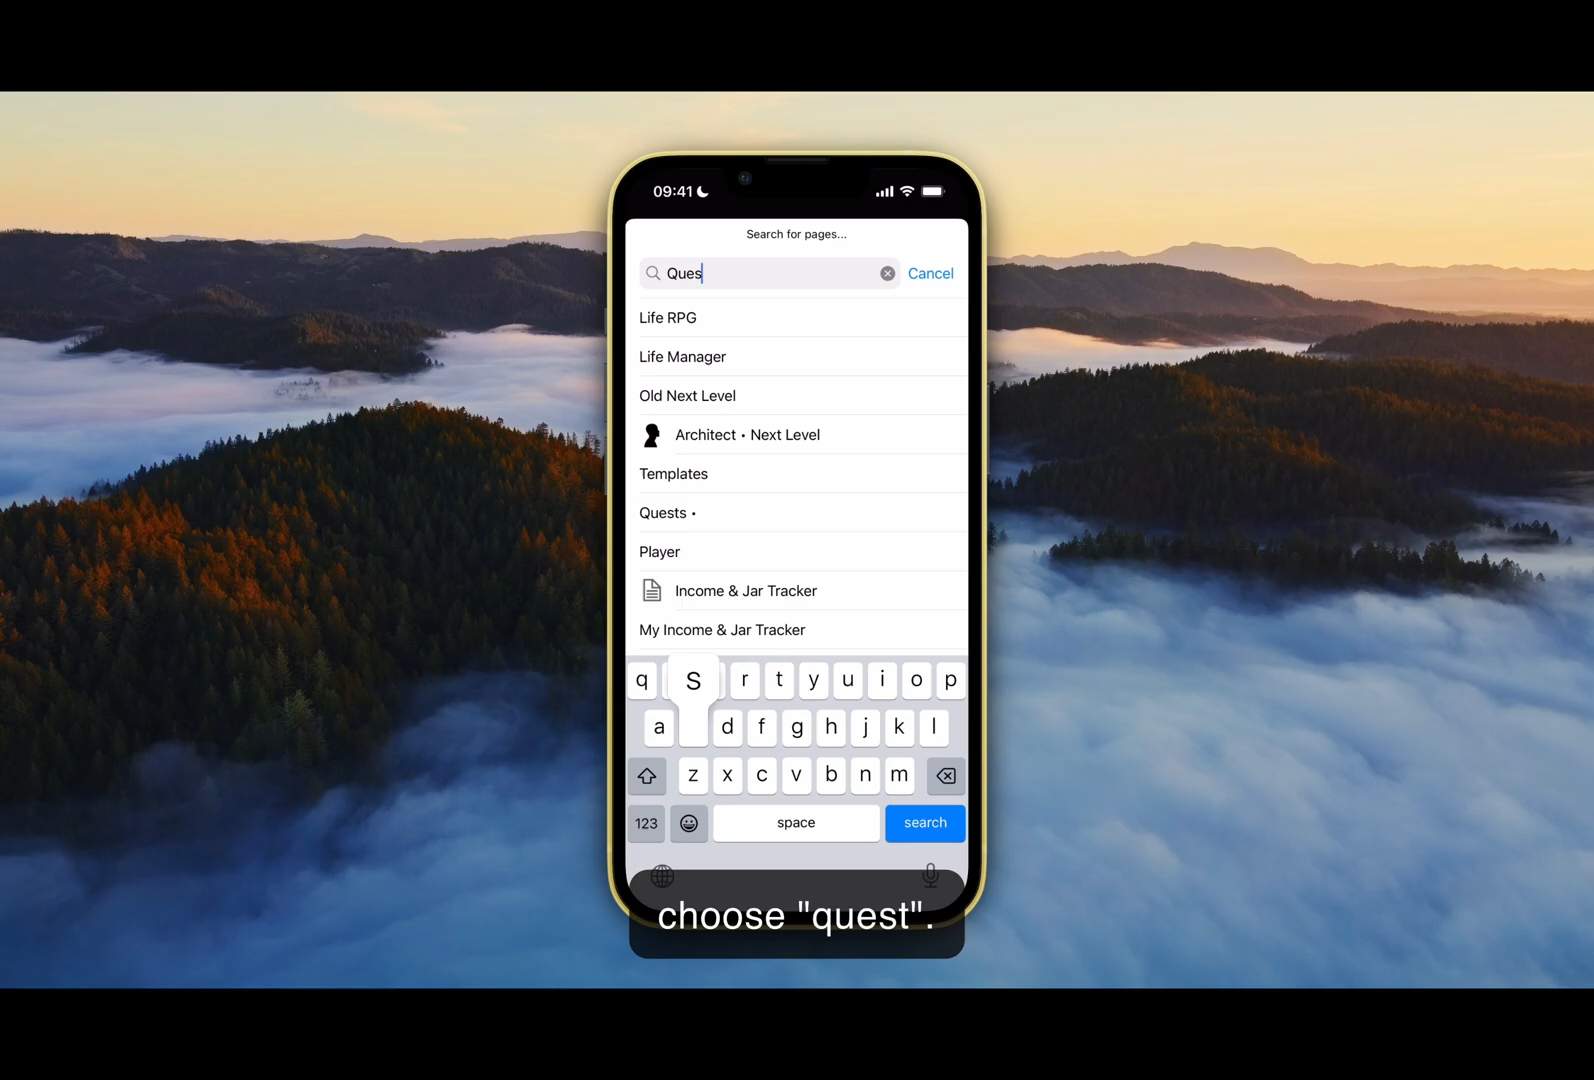 09:41
Search for pages...
Ques
Cancel
Life RPG
Life Manager
Old Next Level
Architect • Next Level
Templates
Quests •
Player
Income & Jar Tracker
My Income & Jar Tracker
q S r t y u i o p
a d f g h j k l
z x c v b n m
123 space search
choose "quest".